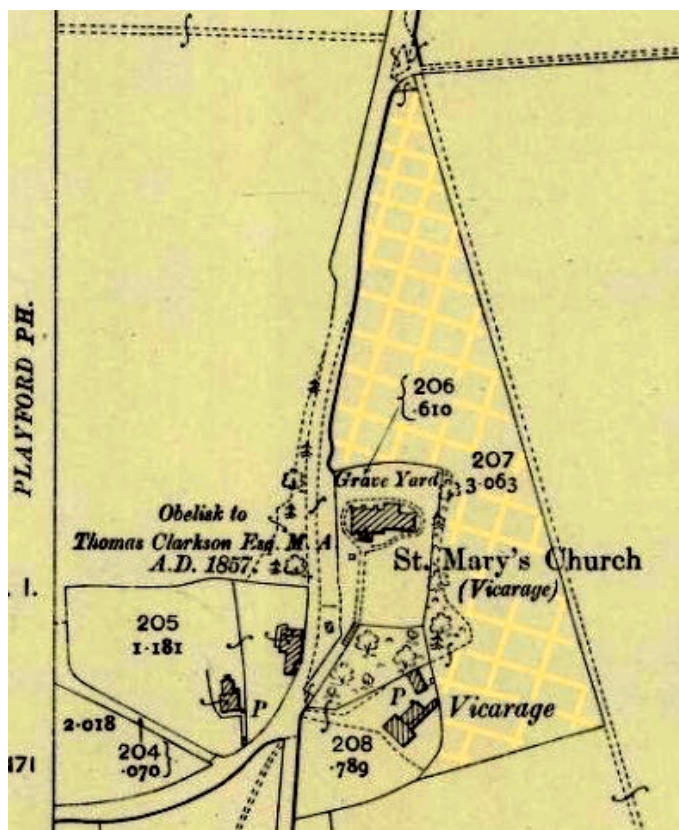 PLAYFORD PH.
206
.610
Grave Yard
207
3.063
Obelisk to
Thomas Clarkson Esq. M. A
A.D. 1857.
St. Mary's Church
(Vicarage)
. I.
205
1.181
P
P
Vicarage
2.018
204
.070
208
.789
171